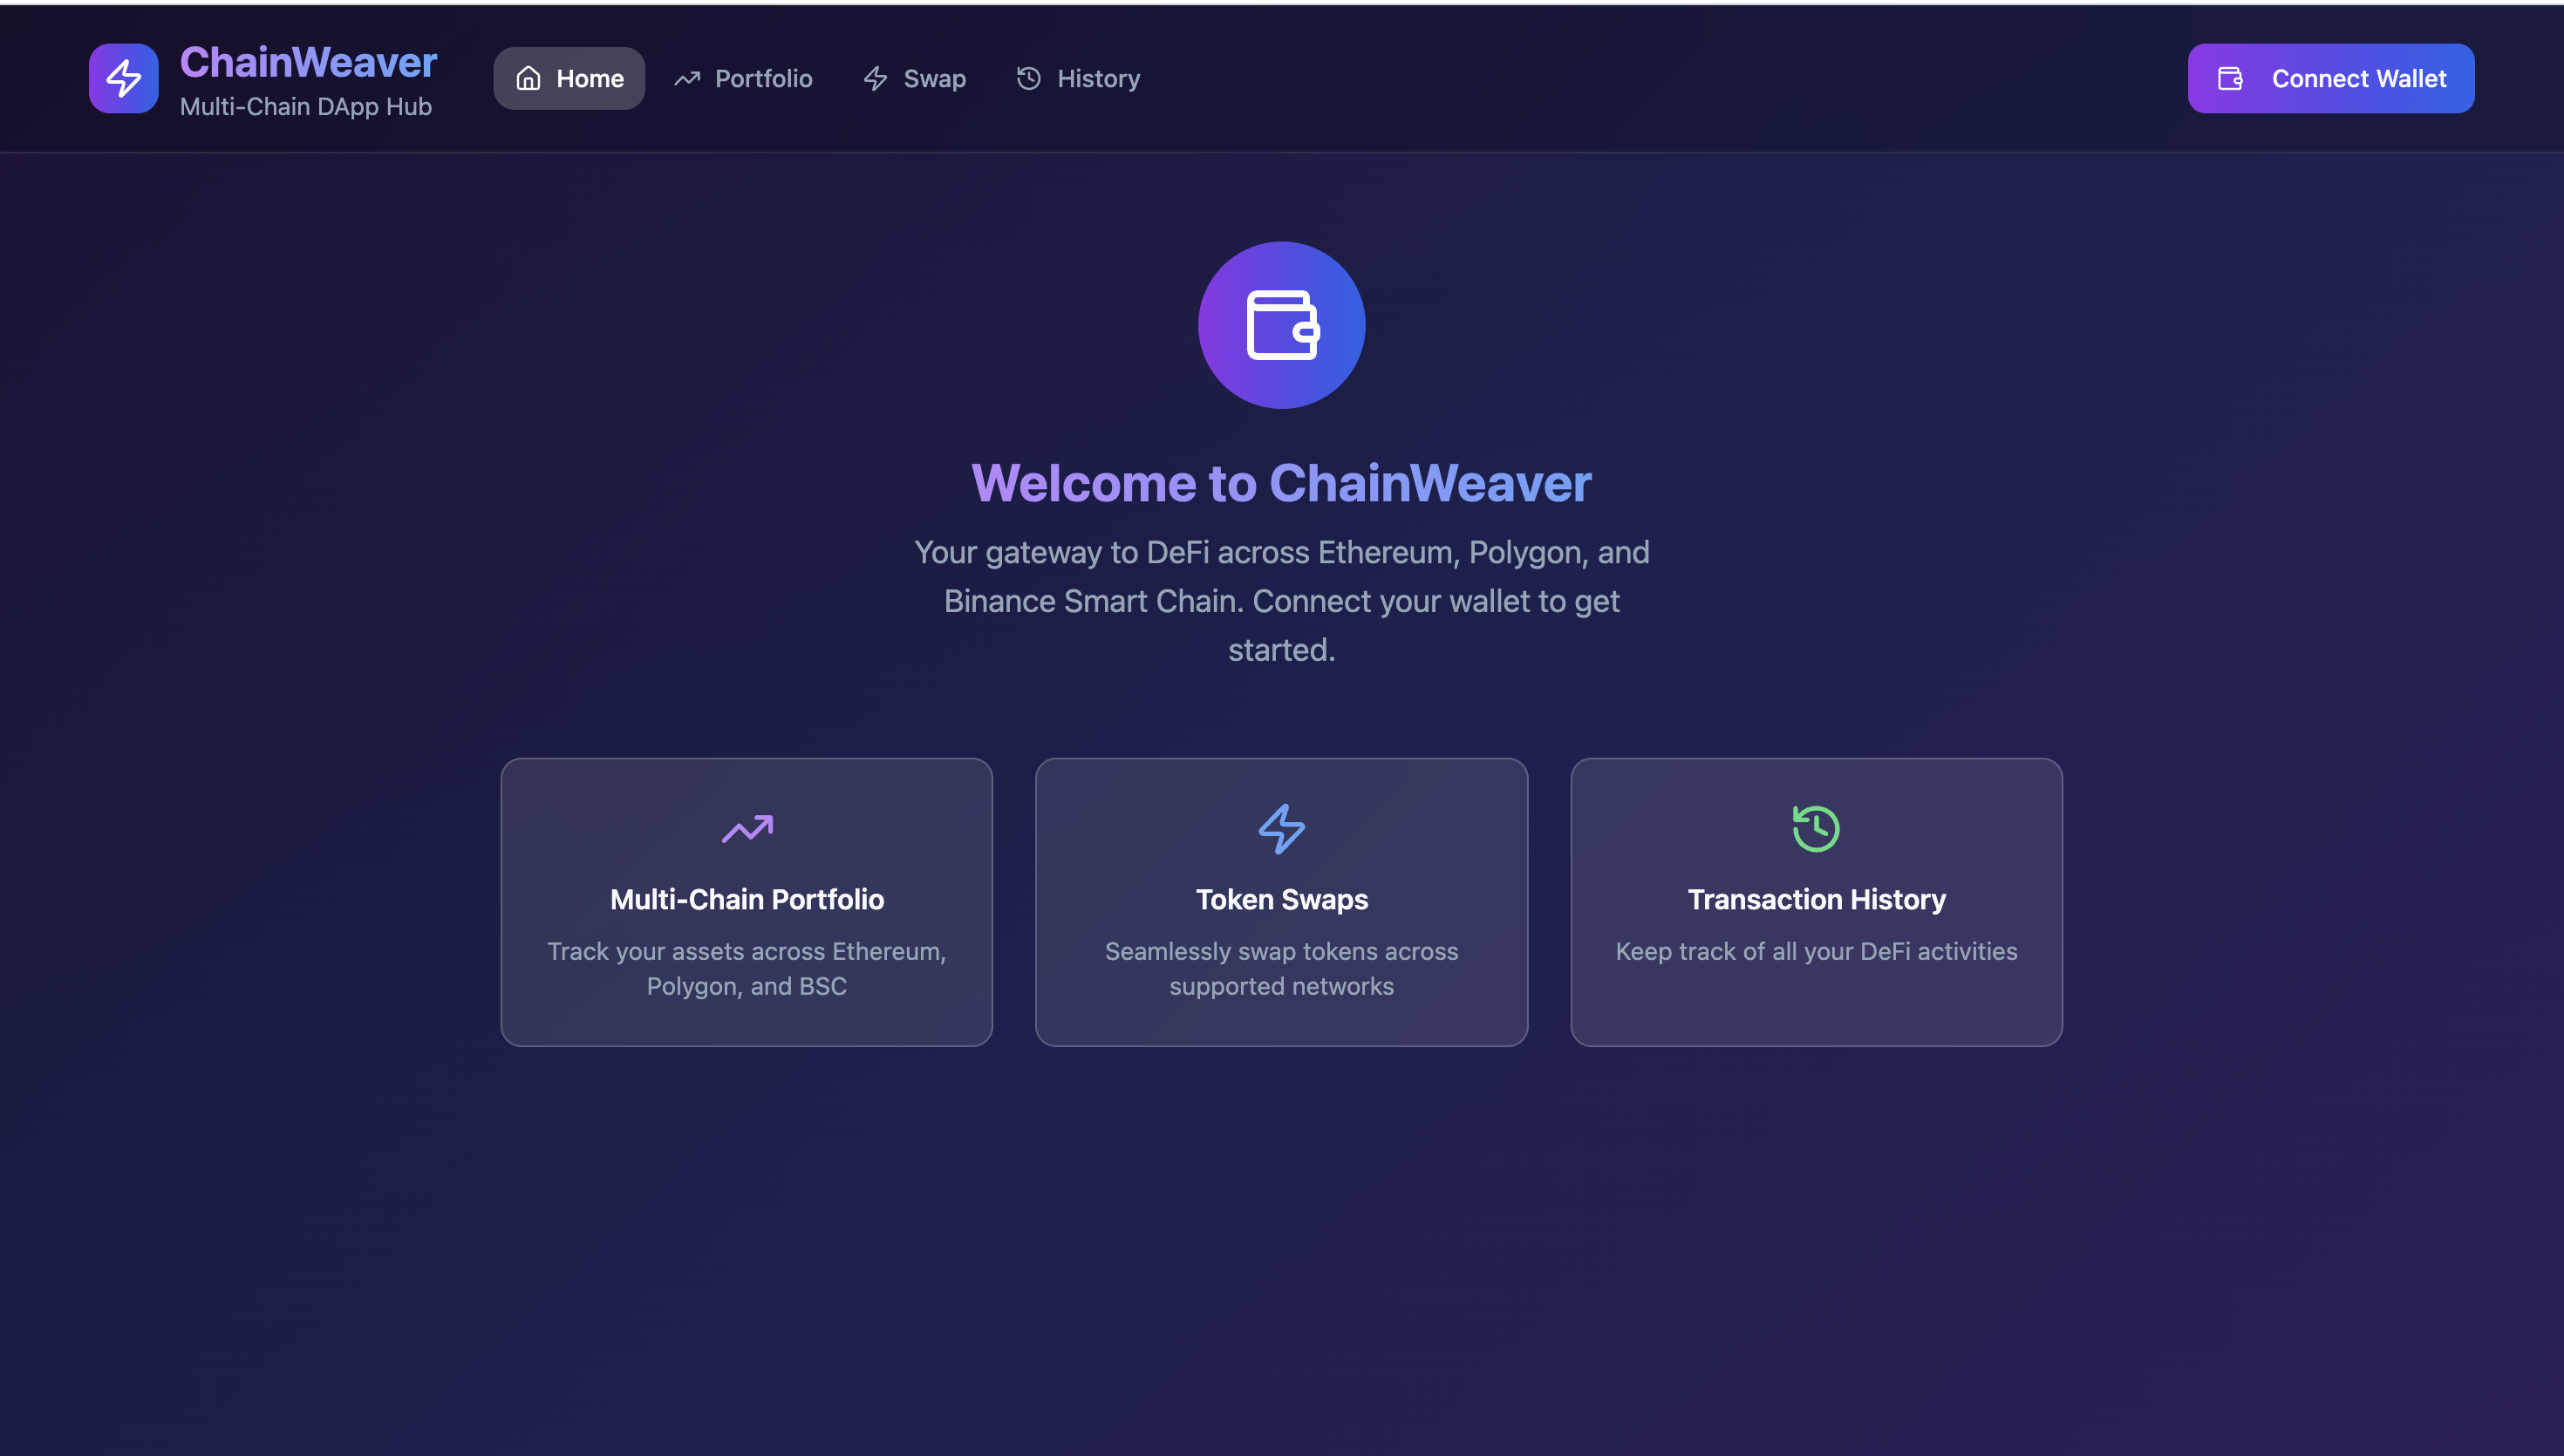 ChainWeaver
Multi-Chain DApp Hub
Home
Portfolio
Swap
History
Connect Wallet
Welcome to ChainWeaver
Your gateway to DeFi across Ethereum, Polygon, and
Binance Smart Chain. Connect your wallet to get
started.
Multi-Chain Portfolio
Track your assets across Ethereum,
Polygon, and BSC
Token Swaps
Seamlessly swap tokens across
supported networks
Transaction History
Keep track of all your DeFi activities